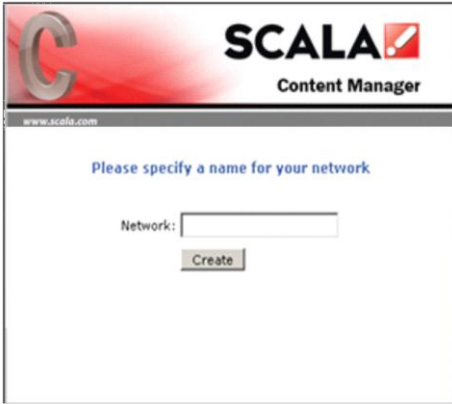 C
SCALA
Content Manager
www.scala.com
Please specify a name for your network
Network:
Create